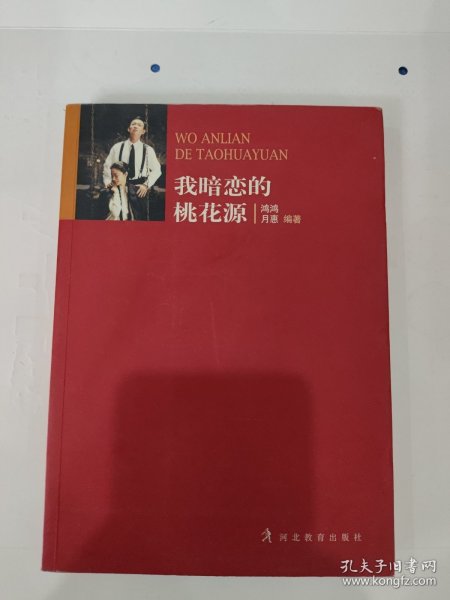 WO ANLIAN
DE TAOHUAYUAN
我暗恋的
桃花源
鸿鸿
月惠 编著
河北教育出版社
孔夫子旧书网
www.kongfz.com